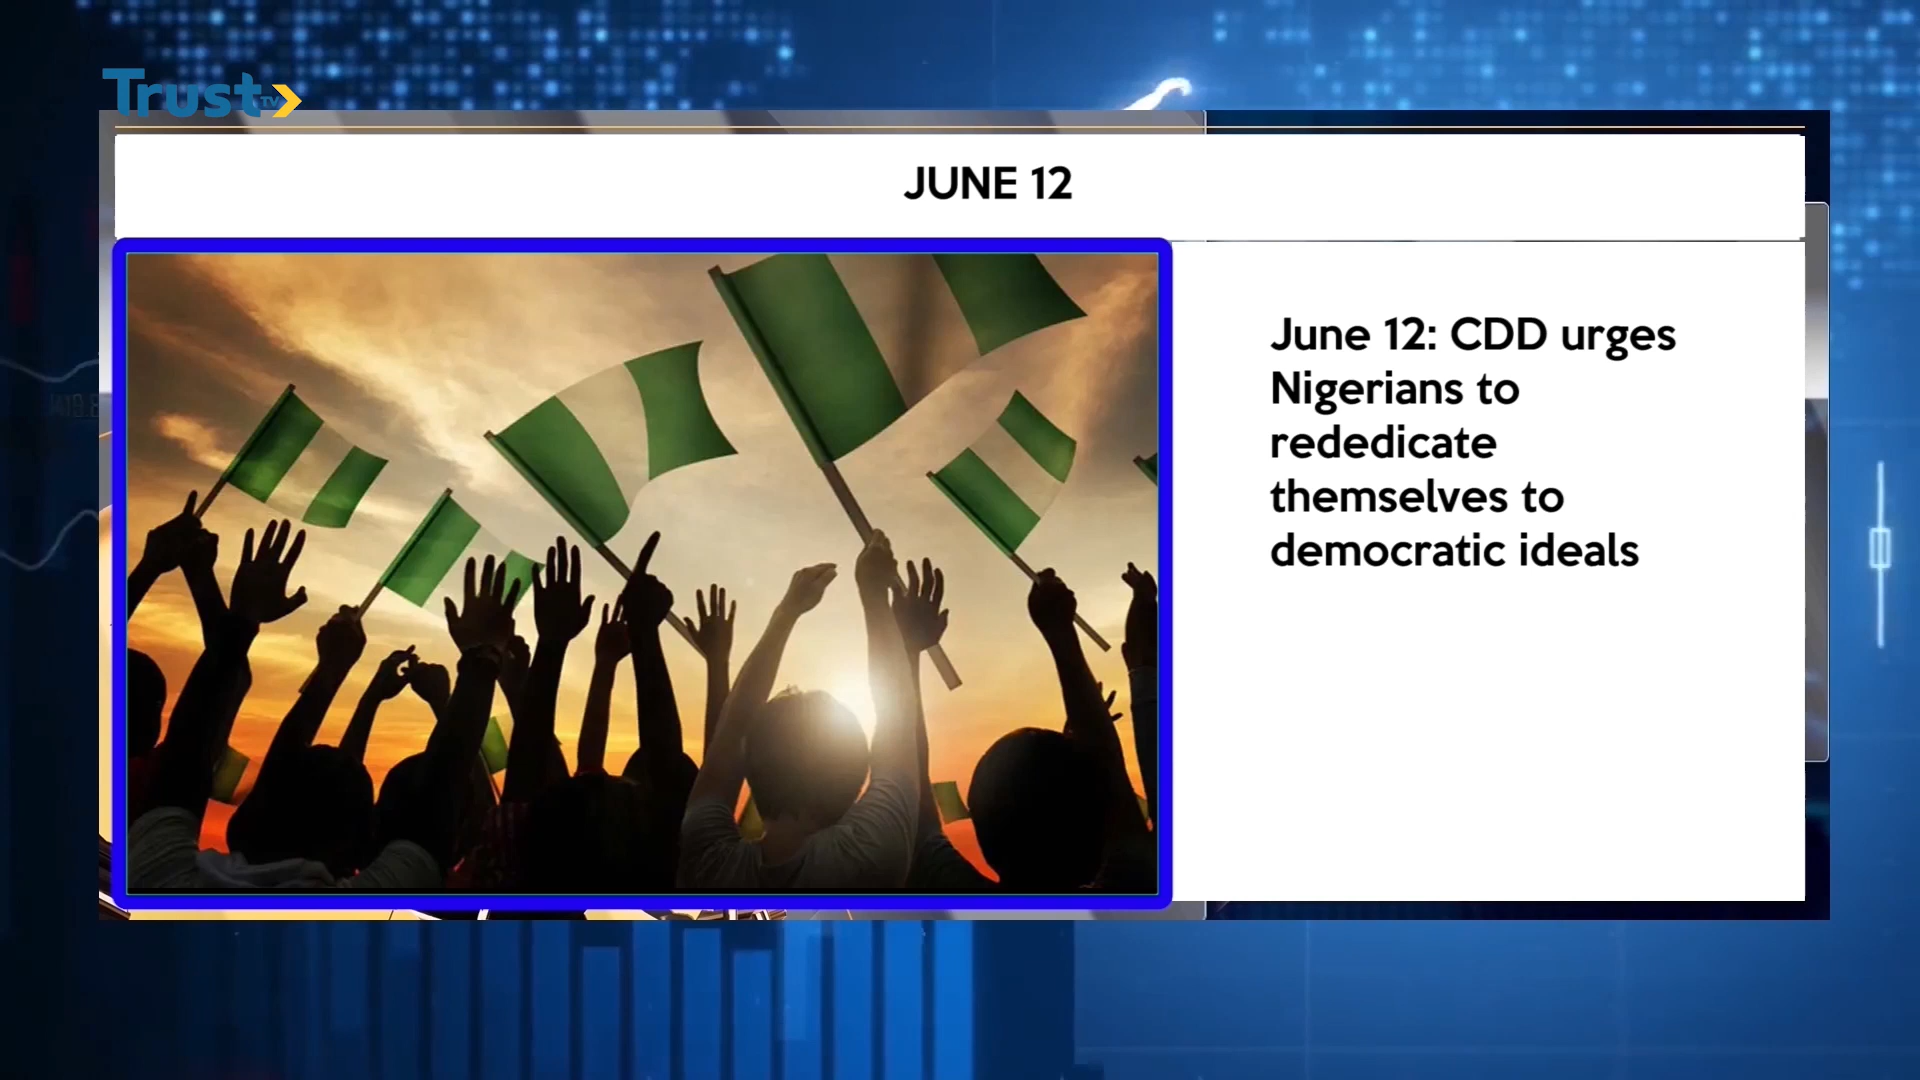 Trust TV
JUNE 12
June 12: CDD urges
Nigerians to
rededicate
themselves to
democratic ideals